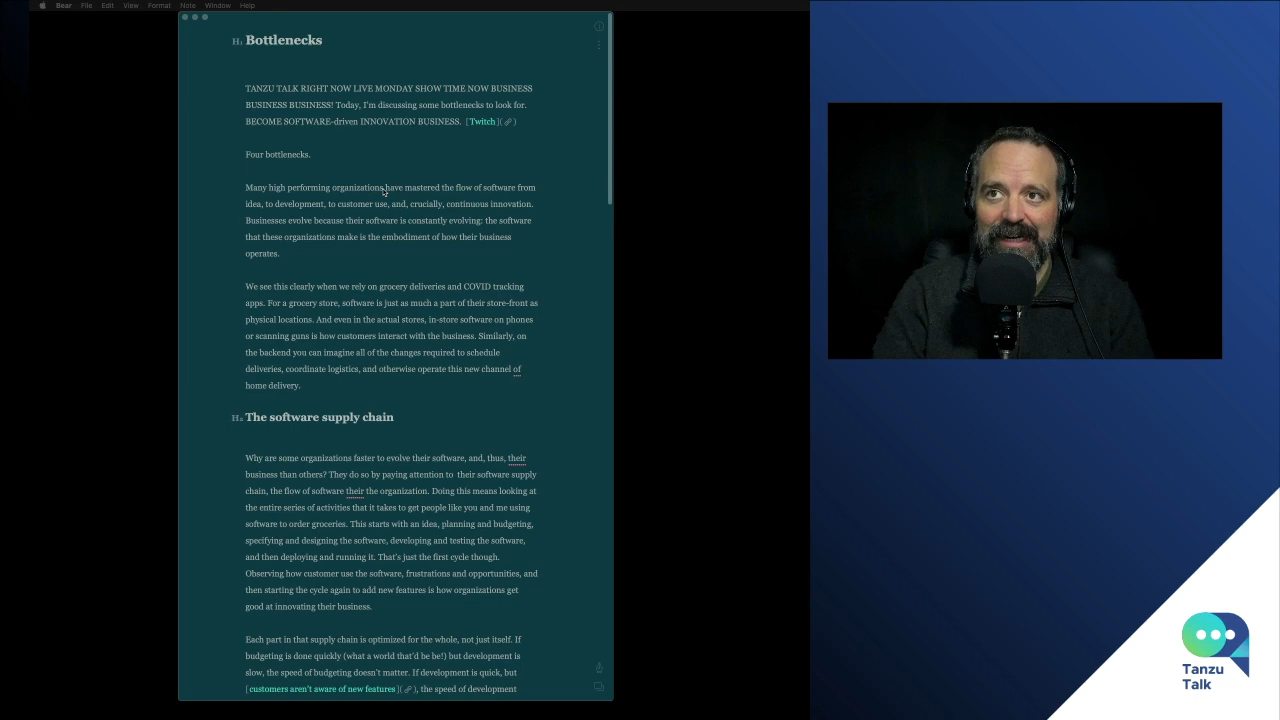 Bear File Edit View Format Note Window Help
H1 Bottlenecks
TANZU TALK RIGHT NOW LIVE MONDAY SHOW TIME NOW BUSINESS
BUSINESS BUSINESS! Today, I'm discussing some bottlenecks to look for.
BECOME SOFTWARE-driven INNOVATION BUSINESS. [Twitch]( )
Four bottlenecks.
Many high performing organizations have mastered the flow of software from
idea, to development, to customer use, and, crucially, continuous innovation.
Businesses evolve because their software is constantly evolving: the software
that these organizations make is the embodiment of how their business
operates.
We see this clearly when we rely on grocery deliveries and COVID tracking
apps. For a grocery store, software is just as much a part of their store-front as
physical locations. And even in the actual stores, in-store software on phones
or scanning guns is how customers interact with the business. Similarly, on
the backend you can imagine all of the changes required to schedule
deliveries, coordinate logistics, and otherwise operate this new channel of
home delivery.
H2 The software supply chain
Why are some organizations faster to evolve their software, and, thus, their
business than others? They do so by paying attention to their software supply
chain, the flow of software their the organization. Doing this means looking at
the entire series of activities that it takes to get people like you and me using
software to order groceries. This starts with an idea, planning and budgeting,
specifying and designing the software, developing and testing the software,
and then deploying and running it. That's just the first cycle though.
Observing how customer use the software, frustrations and opportunities, and
then starting the cycle again to add new features is how organizations get
good at innovating their business.
Each part in that supply chain is optimized for the whole, not just itself. If
budgeting is done quickly (what a world that'd be be!) but development is
slow, the speed of budgeting doesn't matter. If development is quick, but
[customers aren't aware of new features]( ), the speed of development
Tanzu
Talk